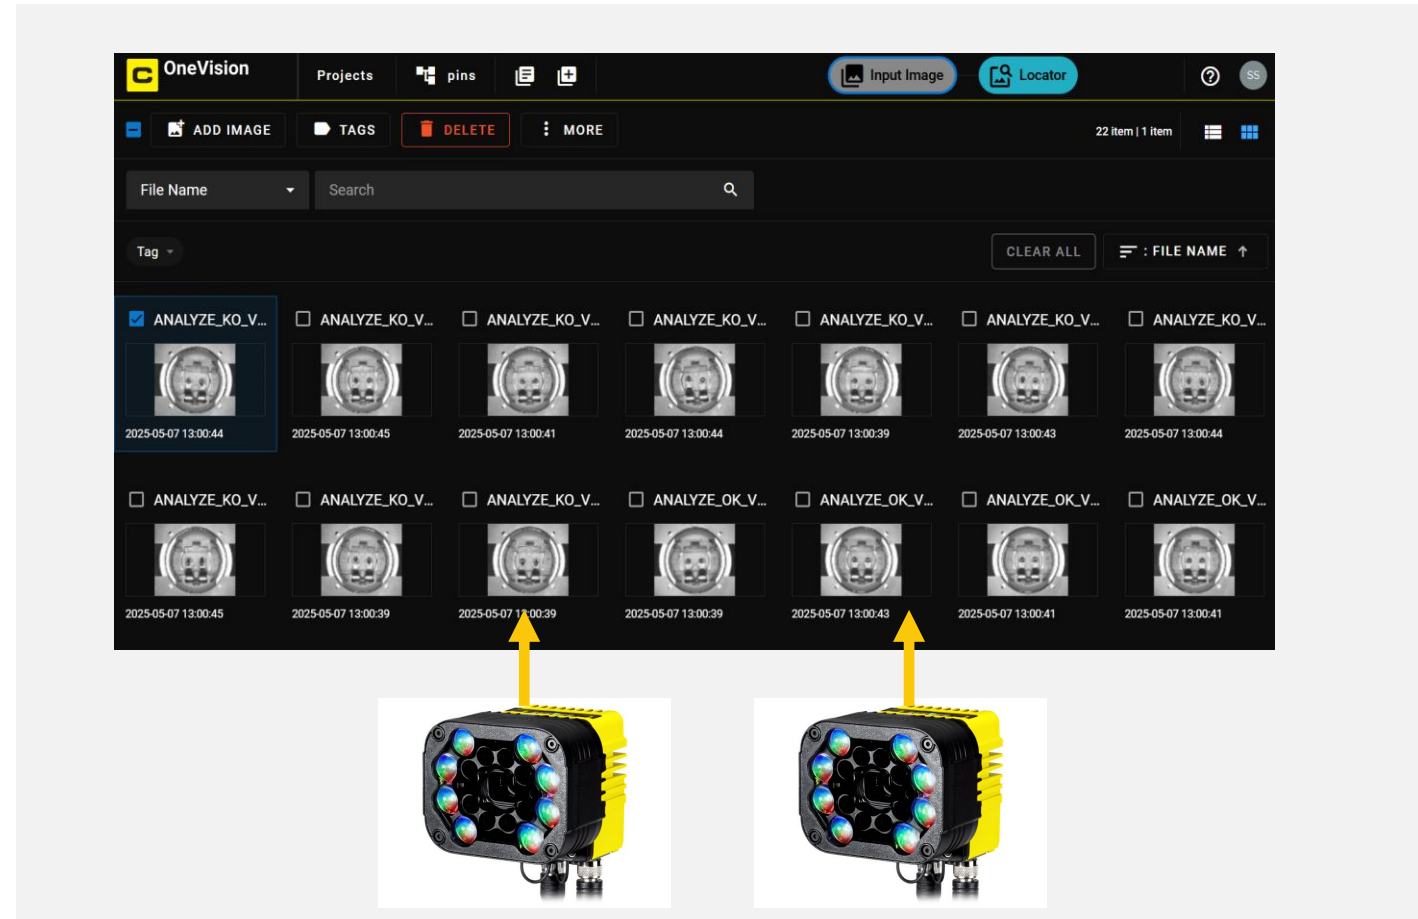 OneVision
Projects
pins
Input Image
Locator
SS
ADD IMAGE
TAGS
DELETE
MORE
22 item | 1 item
File Name
Search
Tag
CLEAR ALL
: FILE NAME
ANALYZE_KO_V... ANALYZE_KO_V... ANALYZE_KO_V... ANALYZE_KO_V... ANALYZE_KO_V... ANALYZE_KO_V... ANALYZE_KO_V...
2025-05-07 13:00:44 2025-05-07 13:00:45 2025-05-07 13:00:41 2025-05-07 13:00:44 2025-05-07 13:00:39 2025-05-07 13:00:43 2025-05-07 13:00:44
ANALYZE_KO_V... ANALYZE_KO_V... ANALYZE_KO_V... ANALYZE_OK_V... ANALYZE_OK_V... ANALYZE_OK_V... ANALYZE_OK_V...
2025-05-07 13:00:45 2025-05-07 13:00:39 2025-05-07 13:00:39 2025-05-07 13:00:39 2025-05-07 13:00:43 2025-05-07 13:00:41 2025-05-07 13:00:41